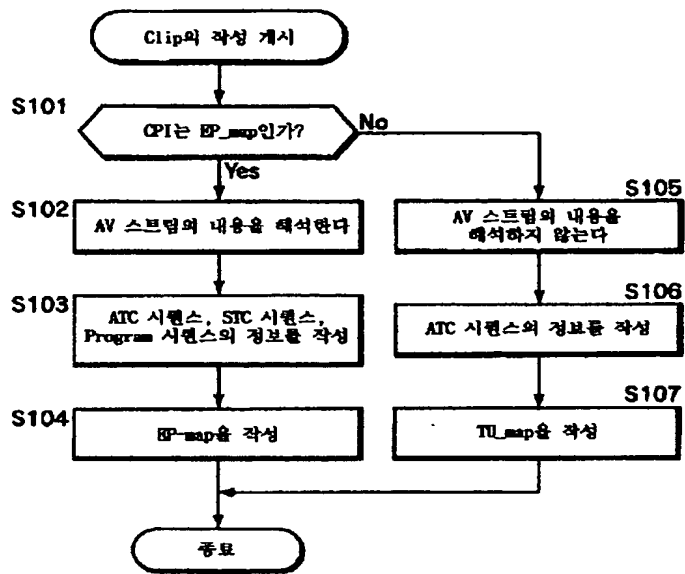 Clip의 작성 개시
S101
CPI는 EP_map인가?
No
Yes
S102
AV 스트림의 내용을 해석한다
S103
ATC 시퀀스, STC 시퀀스,
Program 시퀀스의 정보를 작성
S104
EP-map을 작성
S105
AV 스트림의 내용을
해석하지 않는다
S106
ATC 시퀀스의 정보를 작성
S107
TU_map을 작성
종료